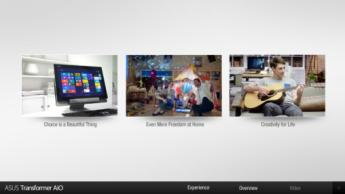 Choice is a Beautiful Thing
Even More Freedom at Home
Creativity for Life
ASUS Transformer AiO
Experience
Overview
Video